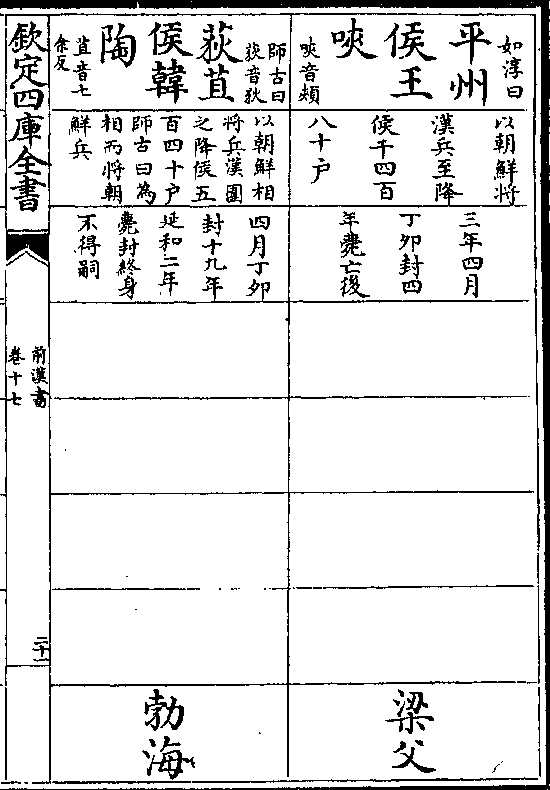 如淳曰
平州
侯王
唊
唊音頰
以朝鮮將
漢兵至降
侯千四百
八十户
三年四月
丁卯封四
年薨亡後
梁父
師古曰
荻音狄
荻苴
侯韓
陶
苴音七
余反
以朝鮮相
將兵漢圍
之降侯五
百四十户
師古曰為
相而將朝
鮮兵
四月丁卯
封十九年
延和二年
薨封終身
不得嗣
勃海
欽定四庫全書
前漢書
卷十七
二十一